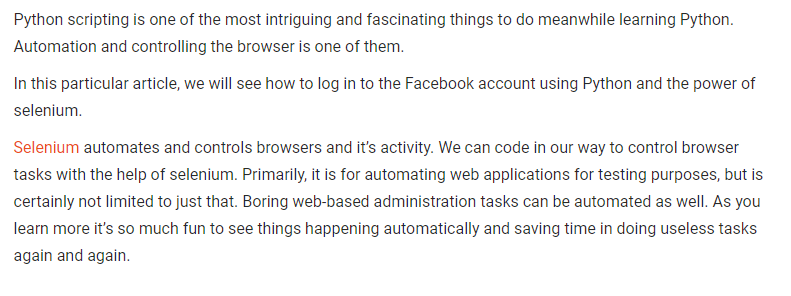 Python scripting is one of the most intriguing and fascinating things to do meanwhile learning Python.
Automation and controlling the browser is one of them.
In this particular article, we will see how to log in to the Facebook account using Python and the power of
selenium.
Selenium automates and controls browsers and it's activity. We can code in our way to control browser
tasks with the help of selenium. Primarily, it is for automating web applications for testing purposes, but is
certainly not limited to just that. Boring web-based administration tasks can be automated as well. As you
learn more it's so much fun to see things happening automatically and saving time in doing useless tasks
again and again.